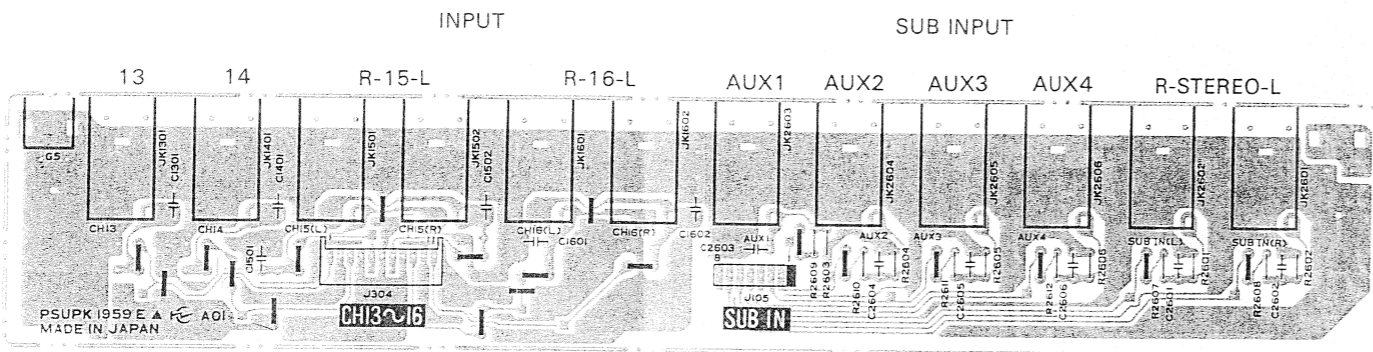 INPUT
SUB INPUT
13 14 R-15-L R-16-L AUX1 AUX2 AUX3 AUX4 R-STEREO-L
G5
JK1301
C1301
JK1401
C1401
JK1501
JK1502
C1502
JK1601
JK1602
JK2603
JK2604
JK2605
JK2606
JK2602
JK2601
CH13 CH14 CH15(L) CH15(R) CH16(L) CH16(R)
C1601
C1602
C1501
AUX1 AUX2 AUX3 AUX4 SUB IN(L) SUB IN(R)
C2603
8
R2609
R2603
R2610
C2604
R2604
R2611
C2605
R2605
R2612
C2606
R2606
R2607
C2601
R2601
R2608
C2602
R2602
J304
J105
PSUPK 1959 E A01
MADE IN JAPAN
CH13~16
SUB IN